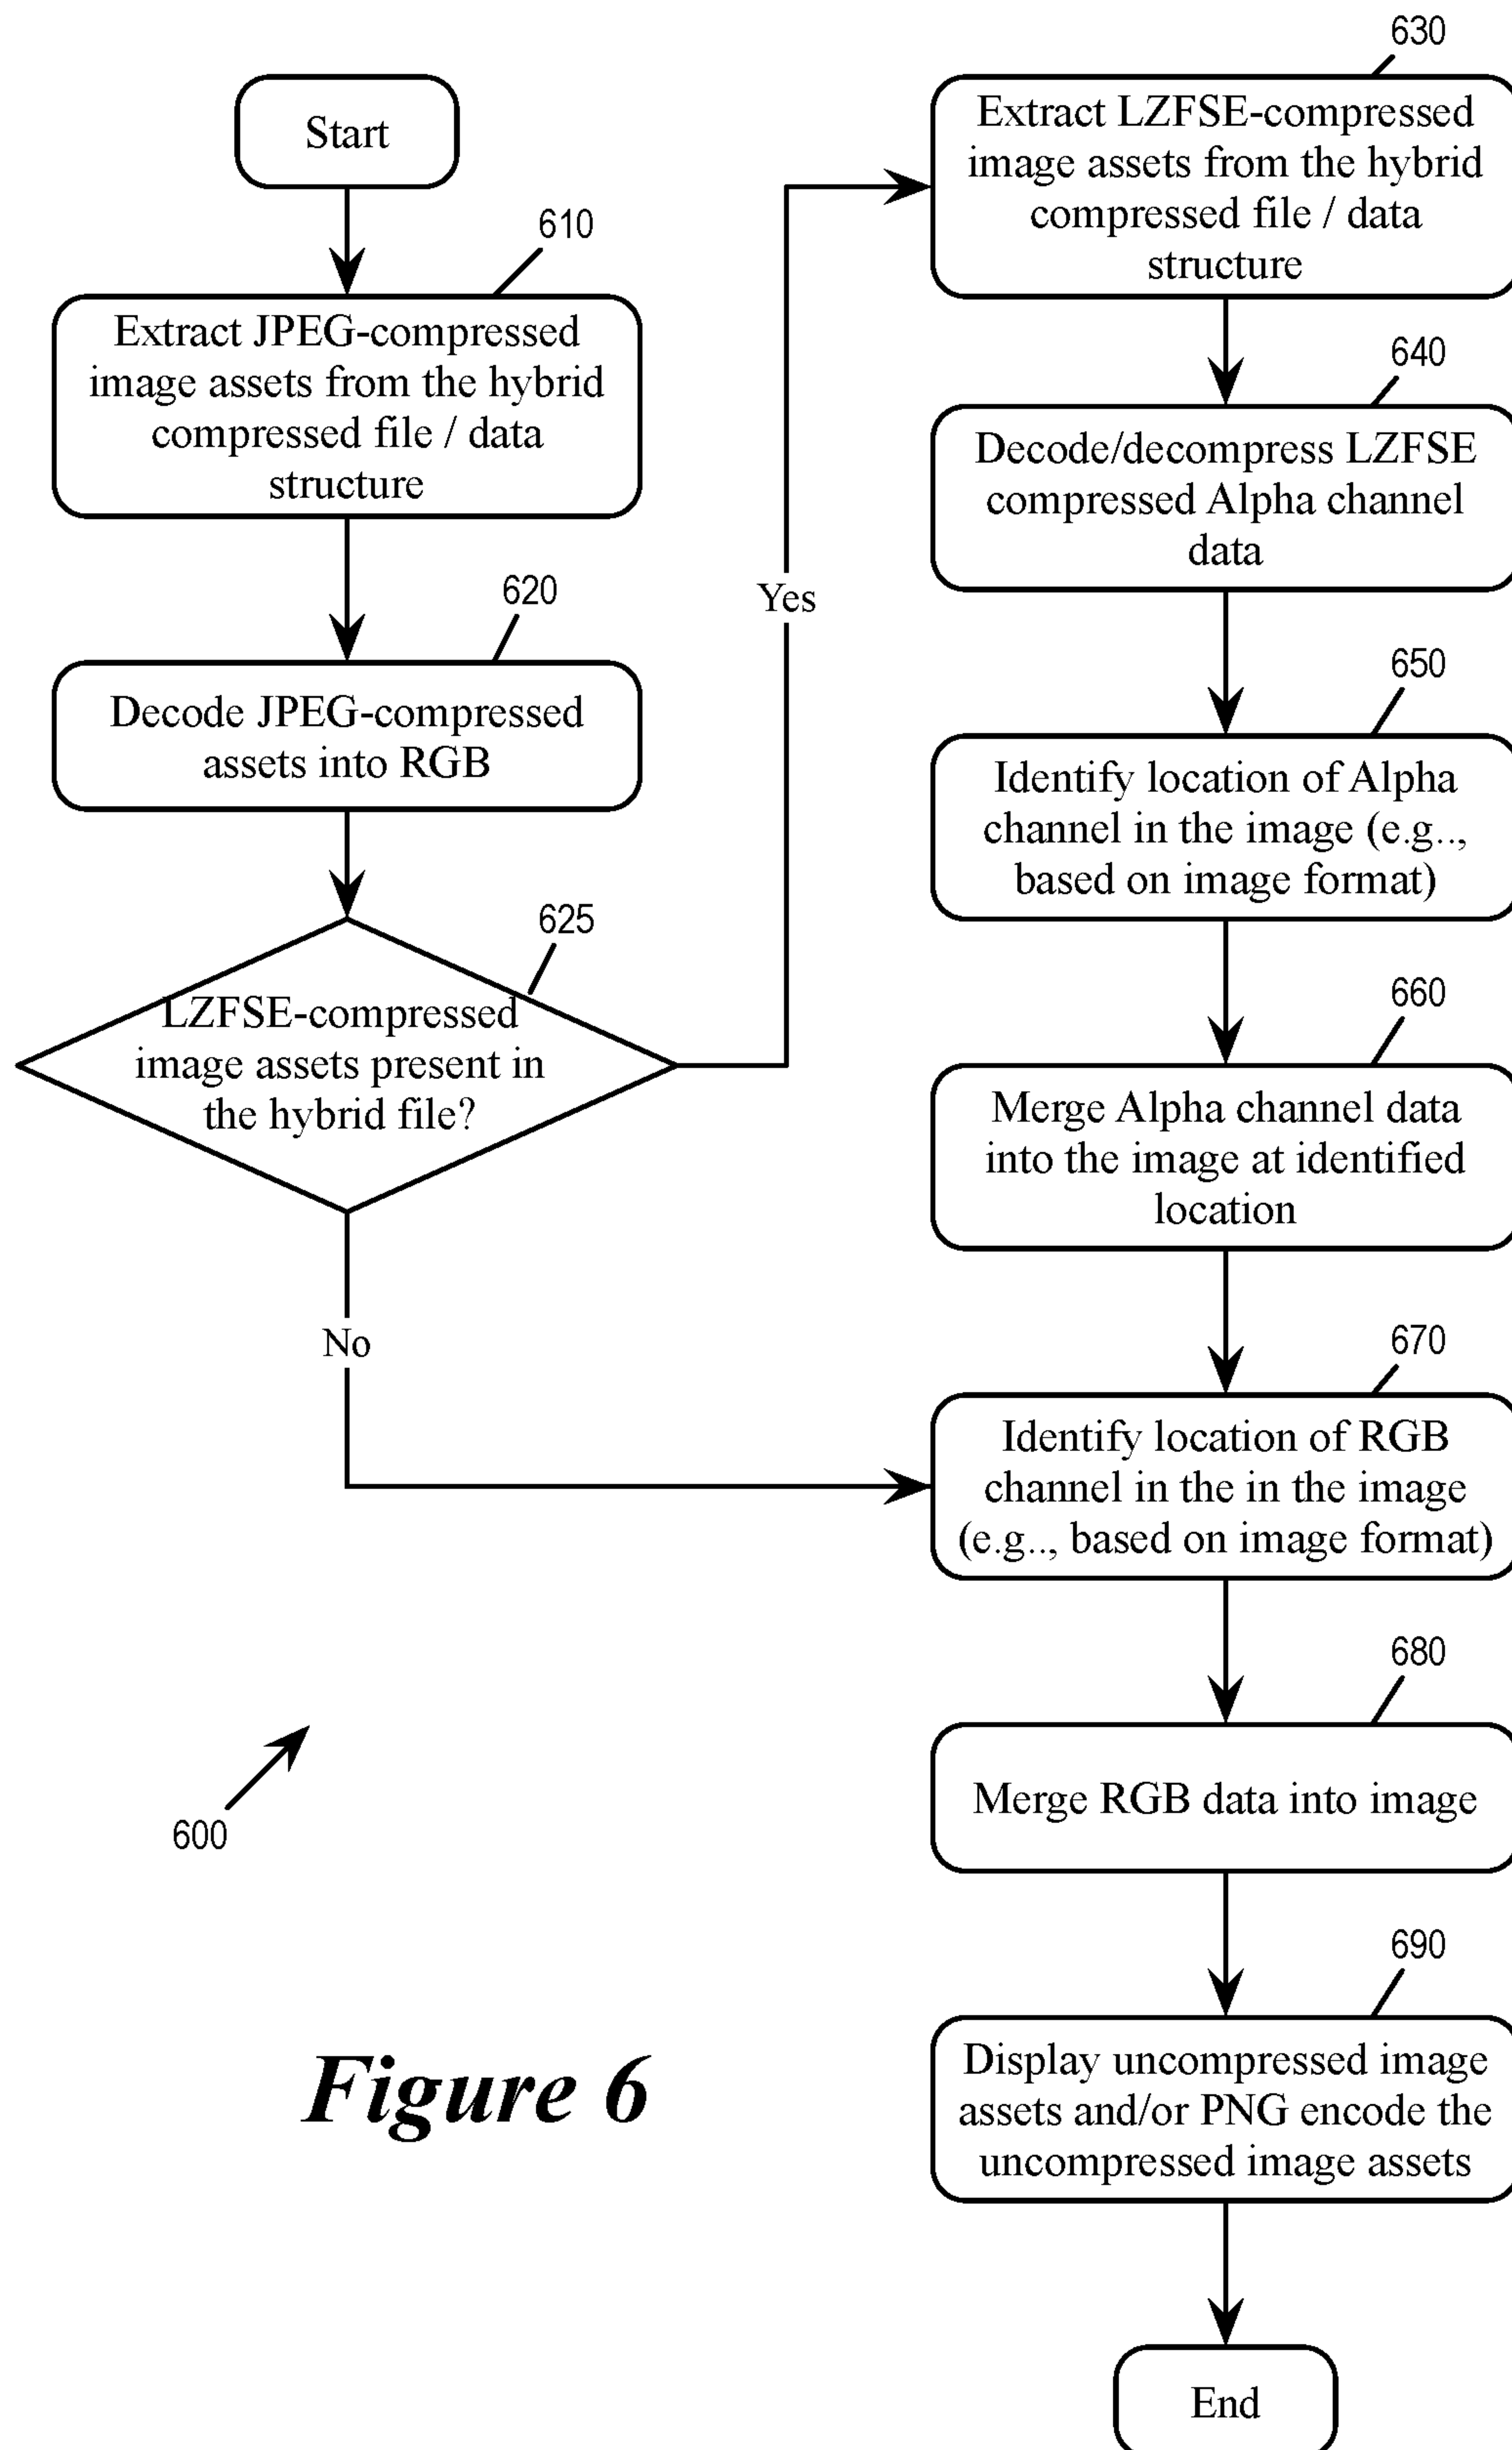 Start
610
Extract JPEG-compressed
image assets from the hybrid
compressed file / data
structure
620
Decode JPEG-compressed
assets into RGB
625
LZFSE-compressed
image assets present in
the hybrid file?
Yes
No
630
Extract LZFSE-compressed
image assets from the hybrid
compressed file / data
structure
640
Decode/decompress LZFSE
compressed Alpha channel
data
650
Identify location of Alpha
channel in the image (e.g..,
based on image format)
660
Merge Alpha channel data
into the image at identified
location
670
Identify location of RGB
channel in the in the image
(e.g.., based on image format)
680
Merge RGB data into image
690
Display uncompressed image
assets and/or PNG encode the
uncompressed image assets
End
600
Figure 6